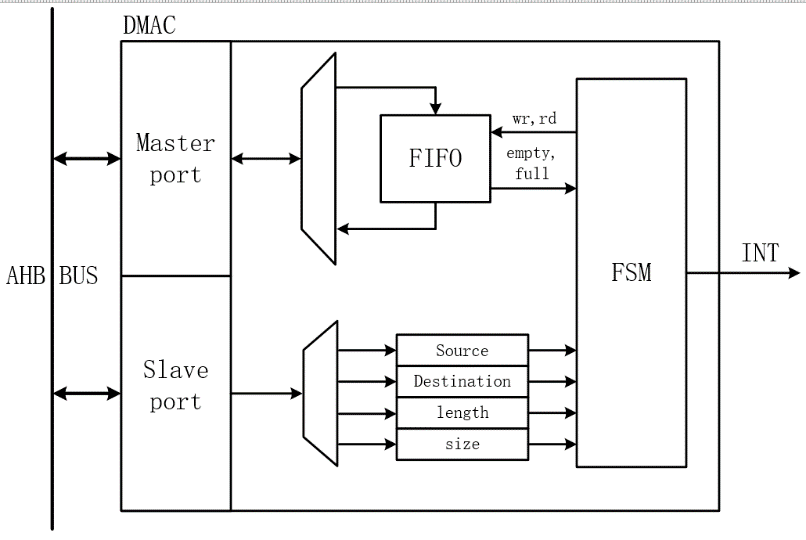 DMAC
Master
port
FIFO
wr,rd
empty,
full
AHB BUS
FSM
INT
Slave
port
Source
Destination
length
size